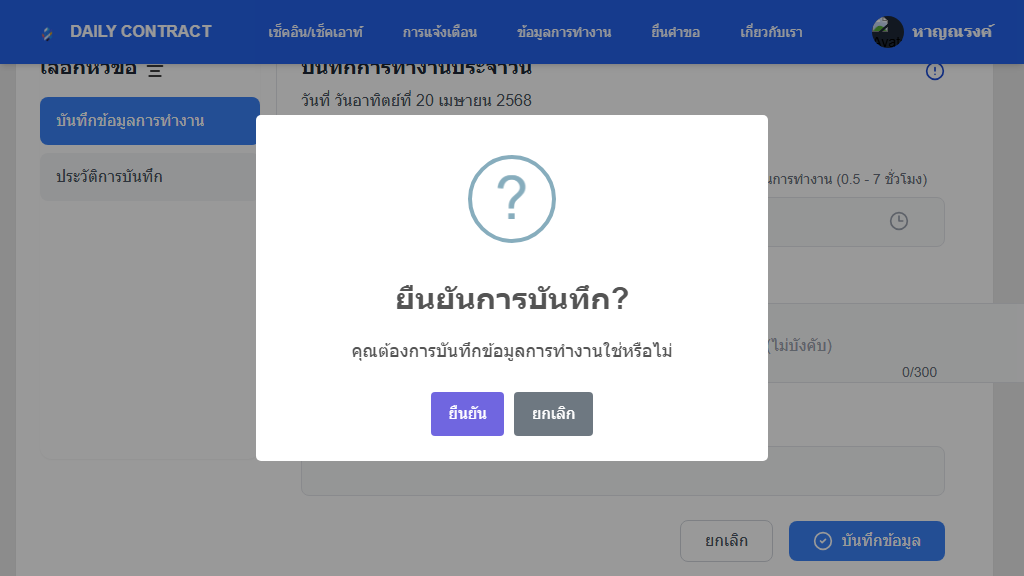 DAILY CONTRACT
เช็คอิน/เช็คเอาท์
การแจ้งเตือน
ข้อมูลการทำงาน
ยื่นคำขอ
เกี่ยวกับเรา
หาญณรงค์
เลือกหัวข้อ
บันทึกข้อมูลการทำงาน
ประวัติการบันทึก
บันทึกการทำงานประจำวัน
วันที่ วันอาทิตย์ที่ 20 เมษายน 2568
นการทำงาน (0.5 - 7 ชั่วโมง)
?
ยืนยันการบันทึก?
คุณต้องการบันทึกข้อมูลการทำงานใช่หรือไม่
ยืนยัน
ยกเลิก
(ไม่บังคับ)
0/300
ยกเลิก
บันทึกข้อมูล